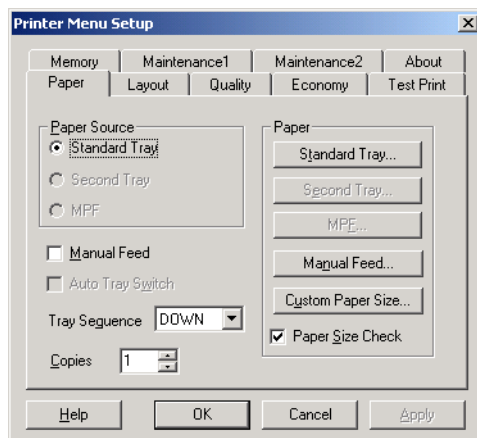 Printer Menu Setup
Memory Maintenance1 Maintenance2 About
Paper Layout Quality Economy Test Print
Paper Source
Standard Tray
Second Tray
MPF
Manual Feed
Auto Tray Switch
Tray Sequence DOWN
Copies 1
Paper
Standard Tray...
Second Tray...
MPF...
Manual Feed...
Custom Paper Size...
Paper Size Check
Help OK Cancel Apply